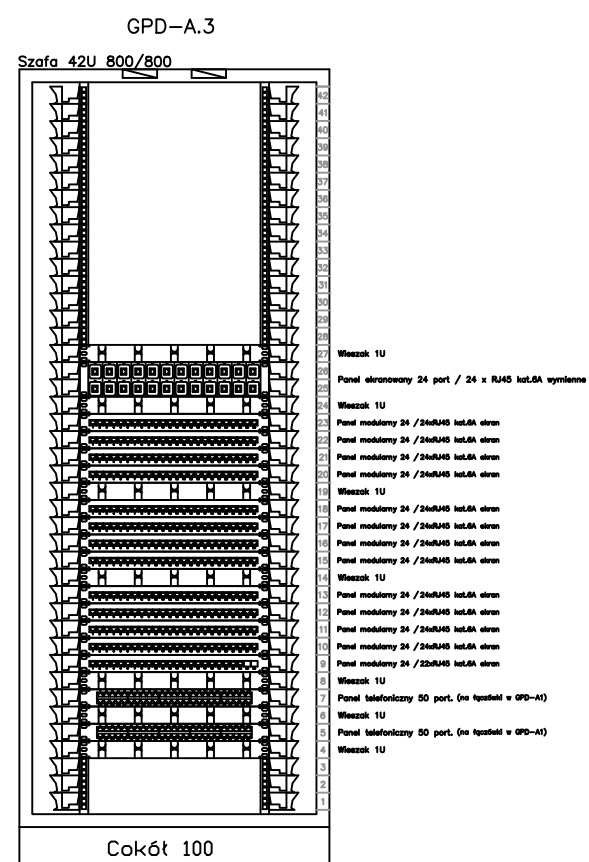 GPD-A.3
Szafa 42U 800/800
42
41
40
39
38
37
36
35
34
33
32
31
30
29
28
27 Wieszak 1U
26
Panel ekranowany 24 port / 24 x RJ45 kat.6A wymienne
25
24 Wieszak 1U
23 Panel modularny 24 /24xRJ45 kat.6A ekran
22 Panel modularny 24 /24xRJ45 kat.6A ekran
21 Panel modularny 24 /24xRJ45 kat.6A ekran
20 Panel modularny 24 /24xRJ45 kat.6A ekran
19 Wieszak 1U
18 Panel modularny 24 /24xRJ45 kat.6A ekran
17 Panel modularny 24 /24xRJ45 kat.6A ekran
16 Panel modularny 24 /24xRJ45 kat.6A ekran
15 Panel modularny 24 /24xRJ45 kat.6A ekran
14 Wieszak 1U
13 Panel modularny 24 /24xRJ45 kat.6A ekran
12 Panel modularny 24 /24xRJ45 kat.6A ekran
11 Panel modularny 24 /24xRJ45 kat.6A ekran
10 Panel modularny 24 /24xRJ45 kat.6A ekran
9 Panel modularny 24 /22xRJ45 kat.6A ekran
8 Wieszak 1U
7 Panel telefoniczny 50 port. (na łączówki w GPD-A1)
6 Wieszak 1U
5 Panel telefoniczny 50 port. (na łączówki w GPD-A1)
4 Wieszak 1U
3
2
1
Cokół 100